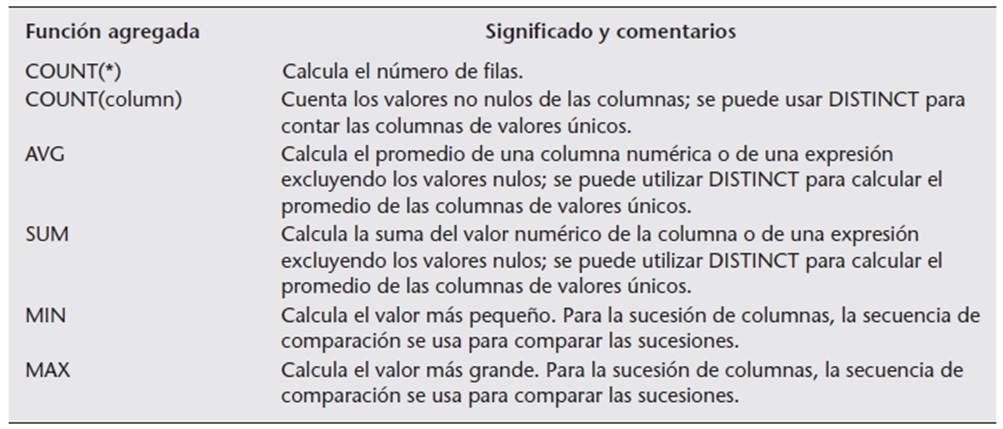 Función agregada Significado y comentarios
COUNT(*) Calcula el número de filas.
COUNT(column) Cuenta los valores no nulos de las columnas; se puede usar DISTINCT para
contar las columnas de valores únicos.
AVG Calcula el promedio de una columna numérica o de una expresión
excluyendo los valores nulos; se puede utilizar DISTINCT para calcular el
promedio de las columnas de valores únicos.
SUM Calcula la suma del valor numérico de la columna o de una expresión
excluyendo los valores nulos; se puede utilizar DISTINCT para calcular el
promedio de las columnas de valores únicos.
MIN Calcula el valor más pequeño. Para la sucesión de columnas, la secuencia de
comparación se usa para comparar las sucesiones.
MAX Calcula el valor más grande. Para la sucesión de columnas, la secuencia de
comparación se usa para comparar las sucesiones.